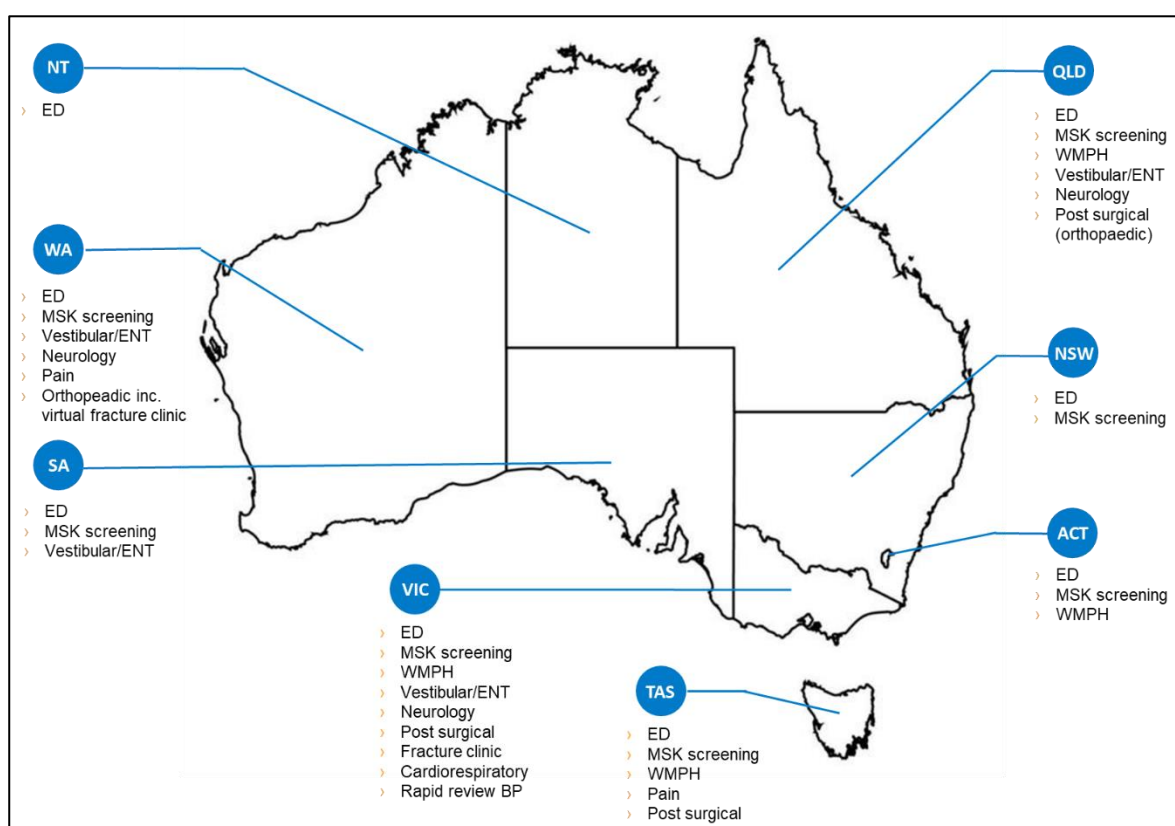 NT
› ED
WA
› ED
› MSK screening
› Vestibular/ENT
› Neurology
› Pain
› Orthopeadic inc.
virtual fracture clinic
SA
› ED
› MSK screening
› Vestibular/ENT
VIC
› ED
› MSK screening
› WMPH
› Vestibular/ENT
› Neurology
› Post surgical
› Fracture clinic
› Cardiorespiratory
› Rapid review BP
TAS
› ED
› MSK screening
› WMPH
› Pain
› Post surgical
QLD
› ED
› MSK screening
› WMPH
› Vestibular/ENT
› Neurology
› Post surgical
(orthopaedic)
NSW
› ED
› MSK screening
ACT
› ED
› MSK screening
› WMPH